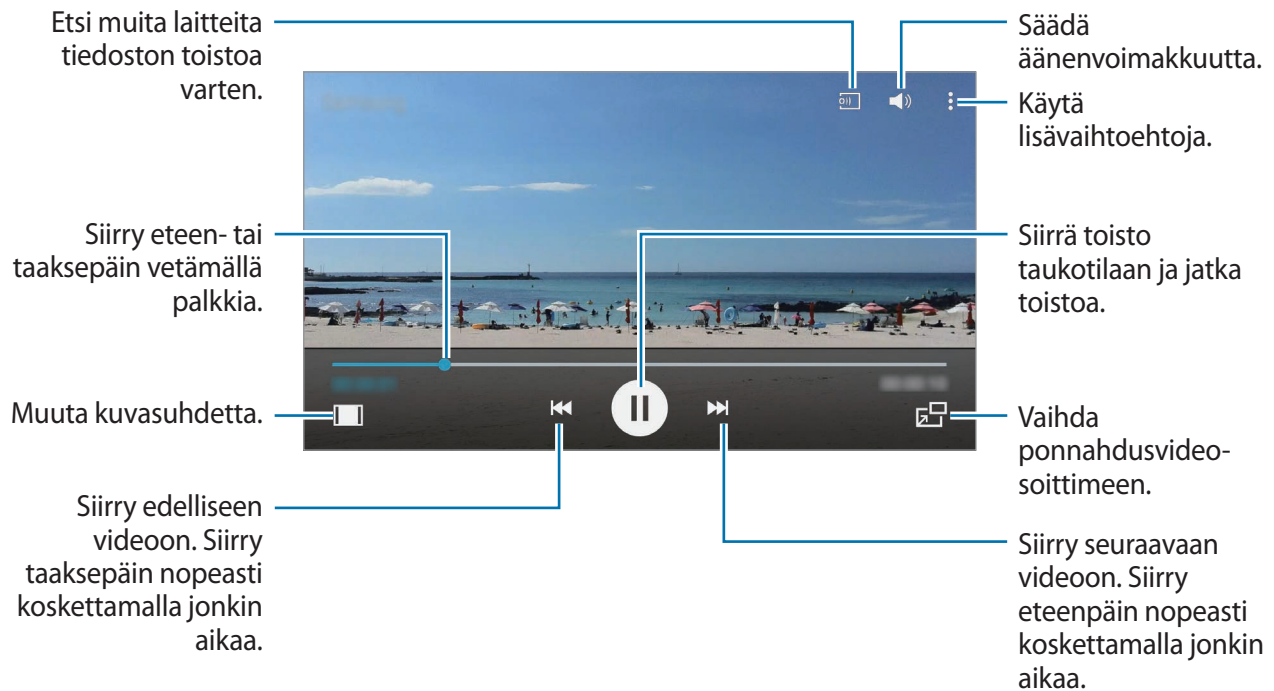 Etsi muita laitteita
tiedoston toistoa
varten.
Säädä
äänenvoimakkuutta.
Käytä
lisävaihtoehtoja.
Siirry eteen- tai
taaksepäin vetämällä
palkkia.
Siirrä toisto
taukotilaan ja jatka
toistoa.
Muuta kuvasuhdetta.
Vaihda
ponnahdusvideo-
soittimeen.
Siirry edelliseen
videoon. Siirry
taaksepäin nopeasti
koskettamalla jonkin
aikaa.
Siirry seuraavaan
videoon. Siirry
eteenpäin nopeasti
koskettamalla jonkin
aikaa.